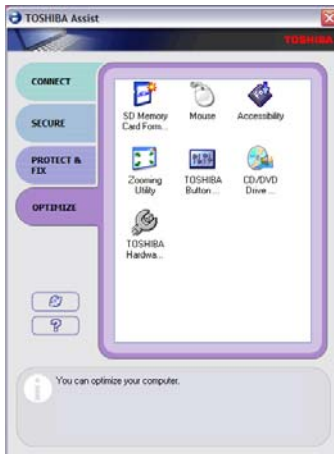 TOSHIBA Assist
TOSHIBA
CONNECT
SECURE
PROTECT &
FIX
OPTIMIZE
SD Memory
Card Form...
Mouse
Accessibility
Zooming
Utility
TOSHIBA
Button ...
CD/DVD
Drive ...
TOSHIBA
Hardwa...
?
You can optimize your computer.